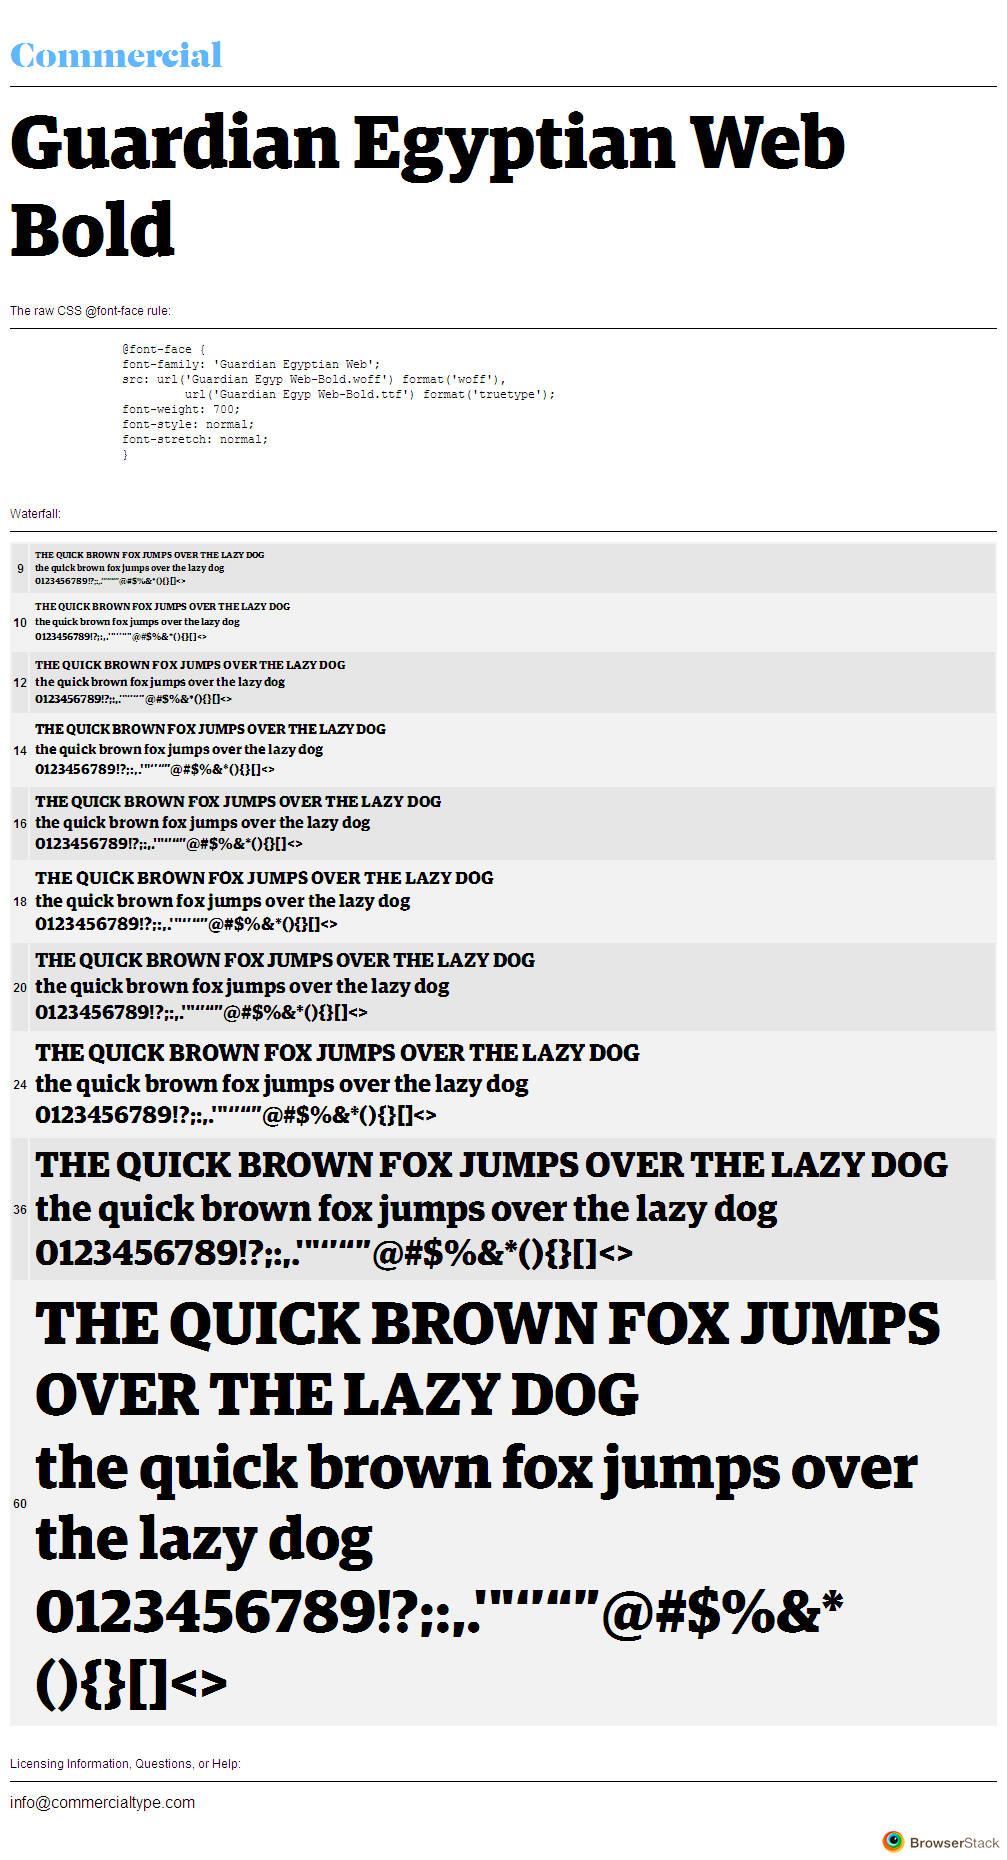 Commercial
Guardian Egyptian Web
Bold
The raw CSS @font-face rule:
@font-face {
font-family: 'Guardian Egyptian Web';
src: url('Guardian Egyp Web-Bold.woff') format('woff'),
url('Guardian Egyp Web-Bold.ttf') format('truetype');
font-weight: 700;
font-style: normal;
font-stretch: normal;
}
Waterfall:
THE QUICK BROWN FOX JUMPS OVER THE LAZY DOG
9 the quick brown fox jumps over the lazy dog
0123456789!?;:,.'"‘’“”@#$%&*(){}[]<>
THE QUICK BROWN FOX JUMPS OVER THE LAZY DOG
10 the quick brown fox jumps over the lazy dog
0123456789!?;:,.'"‘’“”@#$%&*(){}[]<>
THE QUICK BROWN FOX JUMPS OVER THE LAZY DOG
12 the quick brown fox jumps over the lazy dog
0123456789!?;:,.'"‘’“”@#$%&*(){}[]<>
THE QUICK BROWN FOX JUMPS OVER THE LAZY DOG
14 the quick brown fox jumps over the lazy dog
0123456789!?;:,.'"‘’“”@#$%&*(){}[]<>
THE QUICK BROWN FOX JUMPS OVER THE LAZY DOG
16 the quick brown fox jumps over the lazy dog
0123456789!?;:,.'"‘’“”@#$%&*(){}[]<>
THE QUICK BROWN FOX JUMPS OVER THE LAZY DOG
18 the quick brown fox jumps over the lazy dog
0123456789!?;:,.'"‘’“”@#$%&*(){}[]<>
THE QUICK BROWN FOX JUMPS OVER THE LAZY DOG
20 the quick brown fox jumps over the lazy dog
0123456789!?;:,.'"‘’“”@#$%&*(){}[]<>
THE QUICK BROWN FOX JUMPS OVER THE LAZY DOG
24 the quick brown fox jumps over the lazy dog
0123456789!?;:,.'"‘’“”@#$%&*(){}[]<>
THE QUICK BROWN FOX JUMPS OVER THE LAZY DOG
36 the quick brown fox jumps over the lazy dog
0123456789!?;:,.'"‘’“”@#$%&*(){}[]<>
THE QUICK BROWN FOX JUMPS
OVER THE LAZY DOG
the quick brown fox jumps over
60 the lazy dog
0123456789!?;:,.'"‘’“”@#$%&*
(){}[]<>
Licensing Information, Questions, or Help:
info@commercialtype.com
BrowserStack